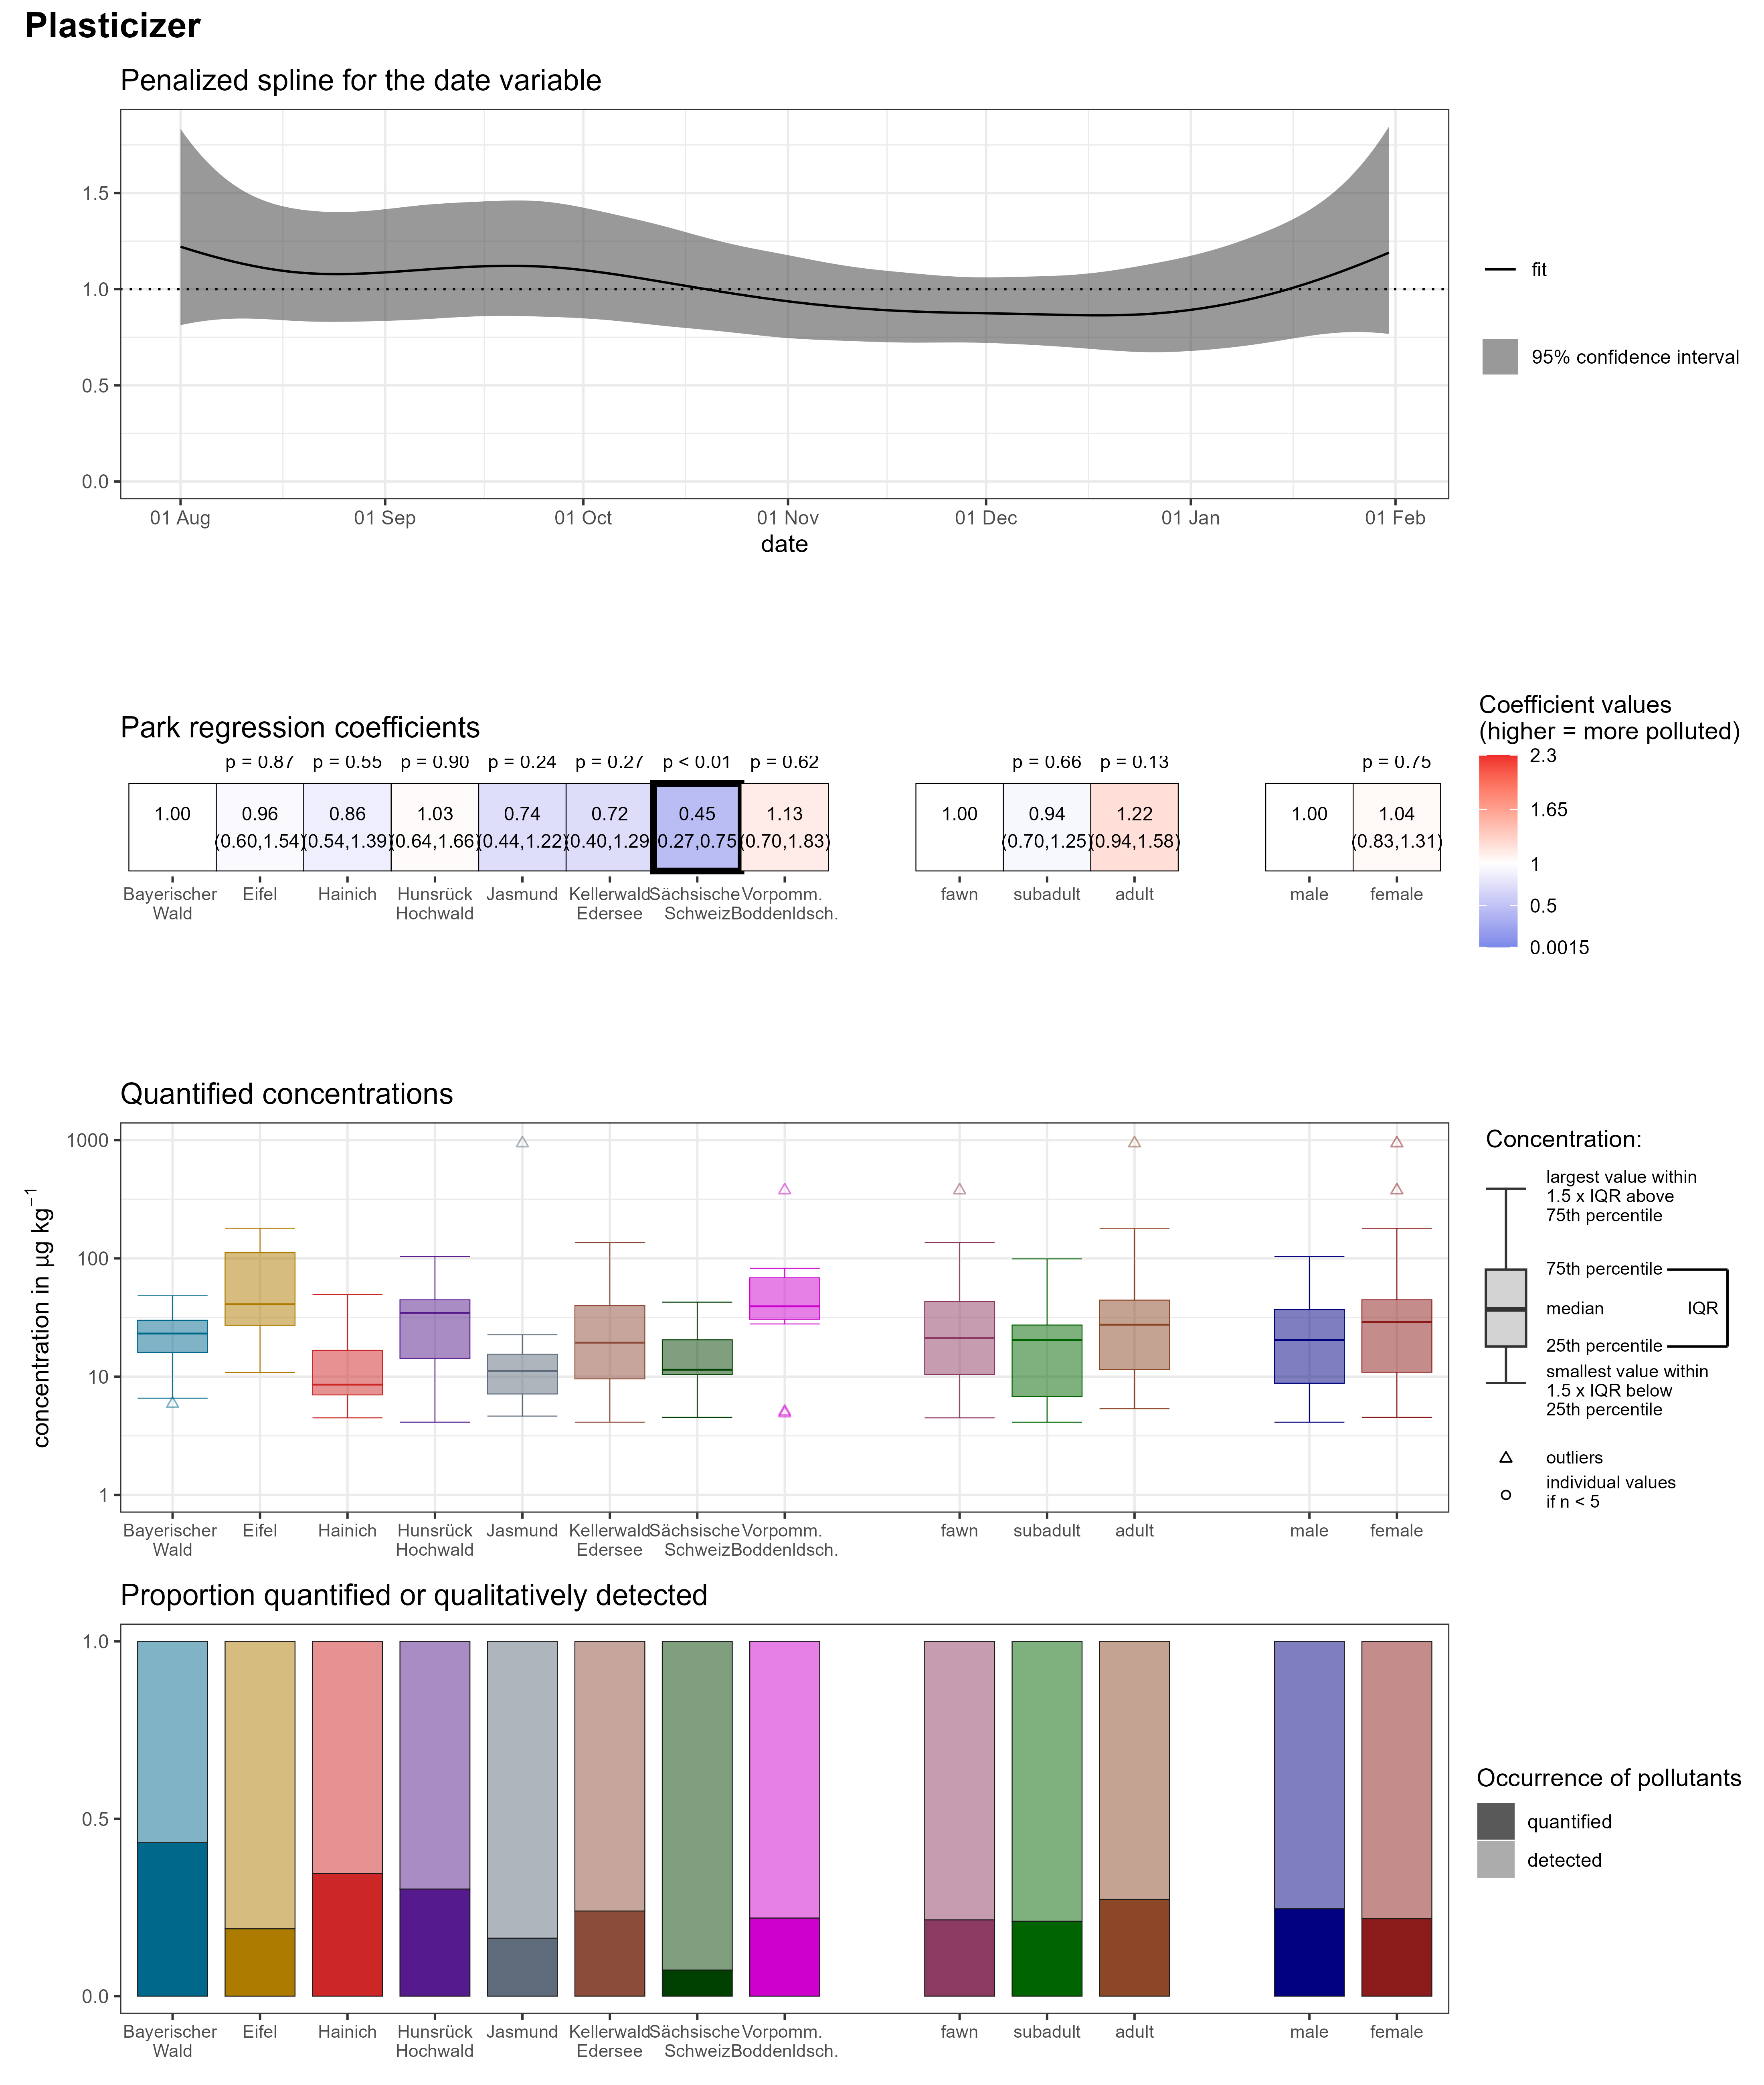 Plasticizer
Penalized spline for the date variable
1.5
1.0
0.5
0.0
01 Aug 01 Sep 01 Oct 01 Nov 01 Dec 01 Jan 01 Feb
date
fit
95% confidence interval
Park regression coefficients
p = 0.87 p = 0.55 p = 0.90 p = 0.24 p = 0.27 p < 0.01 p = 0.62 p = 0.66 p = 0.13 p = 0.75
1.00 0.96 0.86 1.03 0.74 0.72 0.45 1.13 1.00 0.94 1.22 1.00 1.04
(0.60,1.54) (0.54,1.39) (0.64,1.66) (0.44,1.22) (0.40,1.29) 0.27,0.75 (0.70,1.83) (0.70,1.25) (0.94,1.58) (0.83,1.31)
Bayerischer Eifel Hainich Hunsrück Jasmund Kellerwald Sächsische Vorpomm. fawn subadult adult male female
Wald Hochwald Edersee Schweiz Boddenldsch.
Coefficient values
(higher = more polluted)
2.3
1.65
1
0.5
0.0015
Quantified concentrations
concentration in µg kg⁻¹
1000
100
10
1
Bayerischer Eifel Hainich Hunsrück Jasmund Kellerwald Sächsische Vorpomm. fawn subadult adult male female
Wald Hochwald Edersee Schweiz Boddenldsch.
Concentration:
largest value within
1.5 x IQR above
75th percentile
75th percentile
median IQR
25th percentile
smallest value within
1.5 x IQR below
25th percentile
outliers
individual values
if n < 5
Proportion quantified or qualitatively detected
1.0
0.5
0.0
Bayerischer Eifel Hainich Hunsrück Jasmund Kellerwald Sächsische Vorpomm. fawn subadult adult male female
Wald Hochwald Edersee Schweiz Boddenldsch.
Occurrence of pollutants
quantified
detected